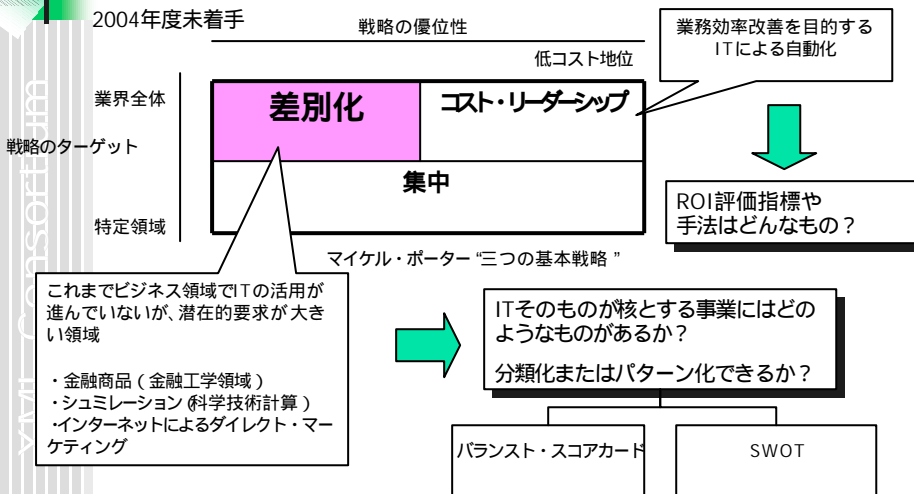 2004年度未着手
戦略の優位性
低コスト地位
業務効率改善を目的する
ITによる自動化
業界全体
差別化
コスト・リーダーシップ
戦略のターゲット
集中
特定領域
ROI評価指標や
手法はどんなもの？
マイケル・ポーター “三つの基本戦略 ”
これまでビジネス領域でITの活用が
進んでいないが、潜在的要求が大き
い領域
・金融商品（金融工学領域）
・シュミレーション（科学技術計算）
・インターネットによるダイレクト・マー
ケティング
ITそのものが核とする事業にはど
のようなものがあるか？
分類化またはパターン化できるか？
バランスト・スコアカード
SWOT
XML Consortium